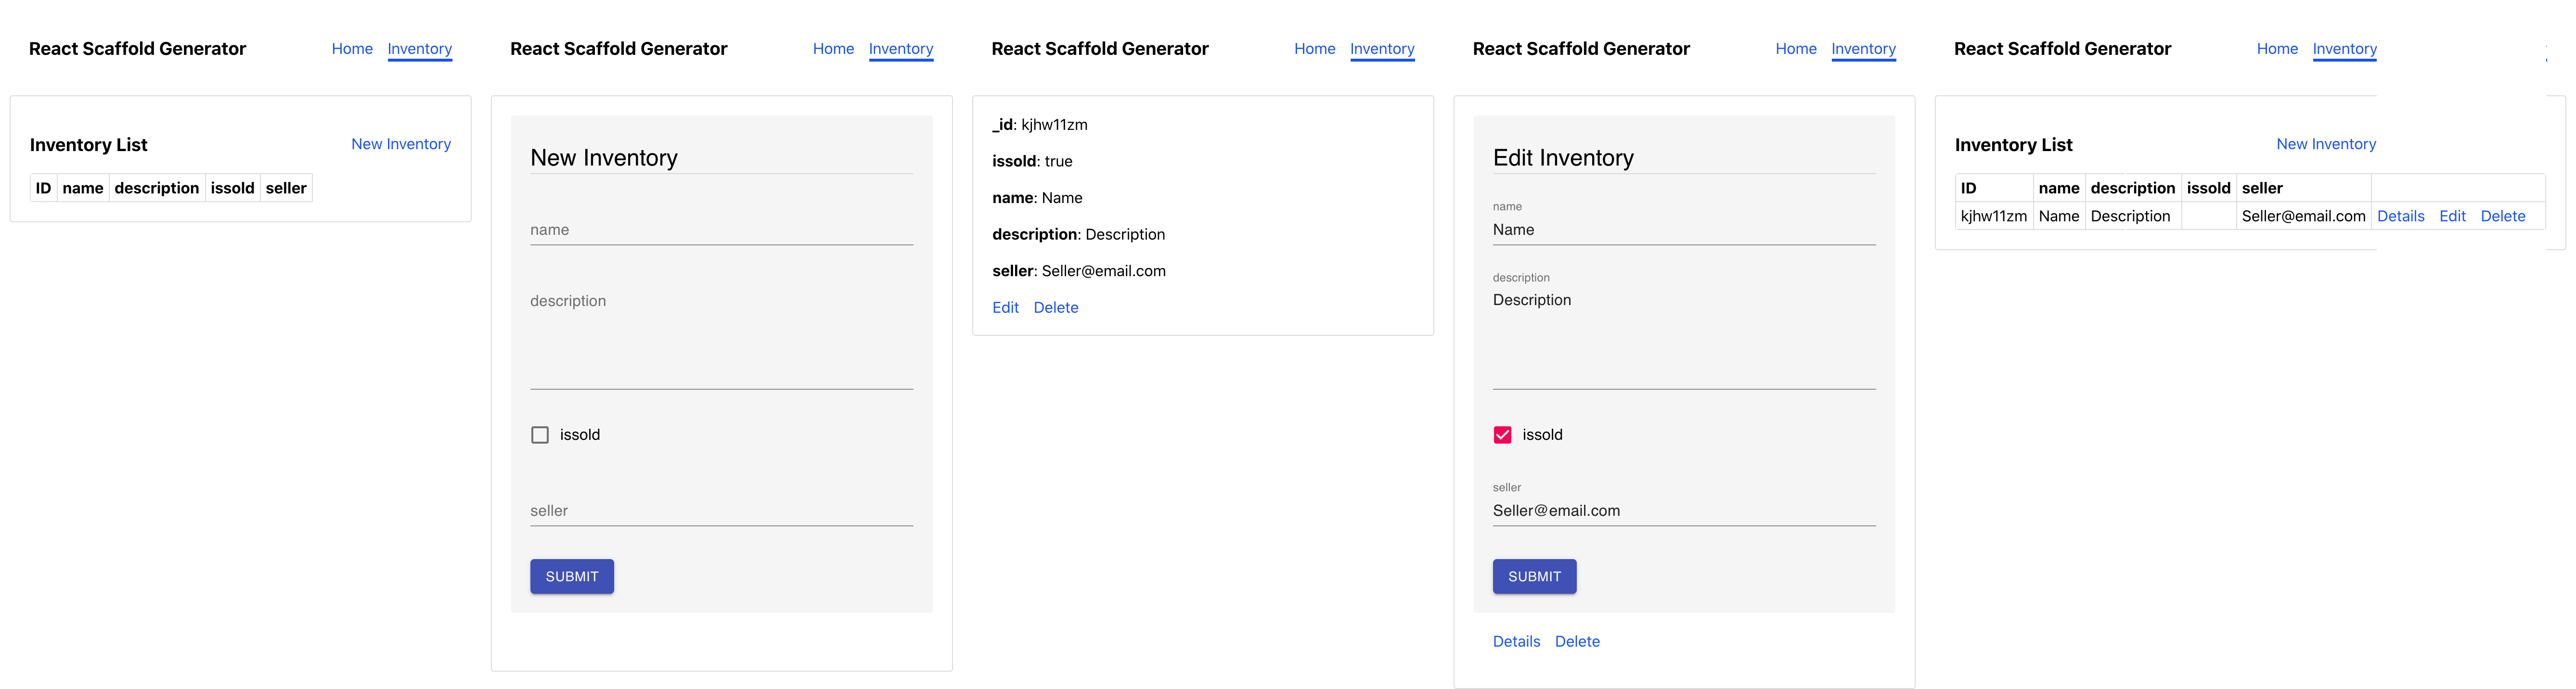 React Scaffold Generator Home Inventory
Inventory List New Inventory
ID name description issold seller
React Scaffold Generator Home Inventory
New Inventory
name
description
issold
seller
SUBMIT
React Scaffold Generator Home Inventory
_id: kjhw11zm
issold: true
name: Name
description: Description
seller: Seller@email.com
Edit Delete
React Scaffold Generator Home Inventory
Edit Inventory
name
Name
description
Description
issold
seller
Seller@email.com
SUBMIT
Details Delete
React Scaffold Generator Home Inventory
Inventory List New Inventory
ID name description issold seller
kjhw11zm Name Description Seller@email.com Details Edit Delete